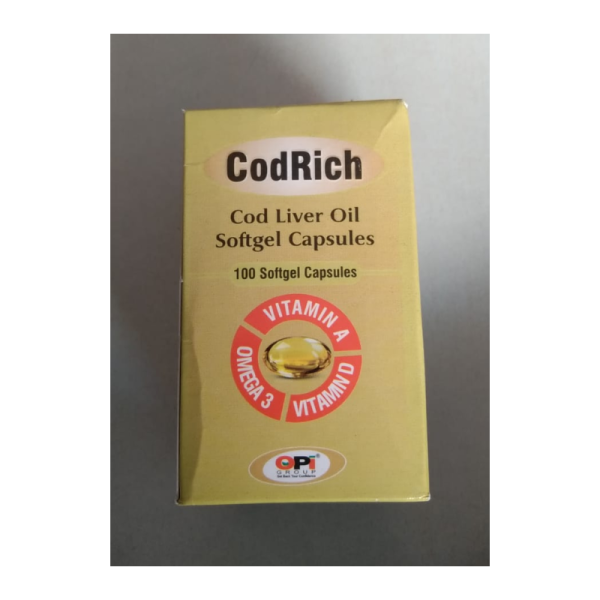 CodRich
Cod Liver Oil
Softgel Capsules
100 Softgel Capsules
VITAMIN A
OMEGA 3
VITAMIN D
OPi®
GROUP